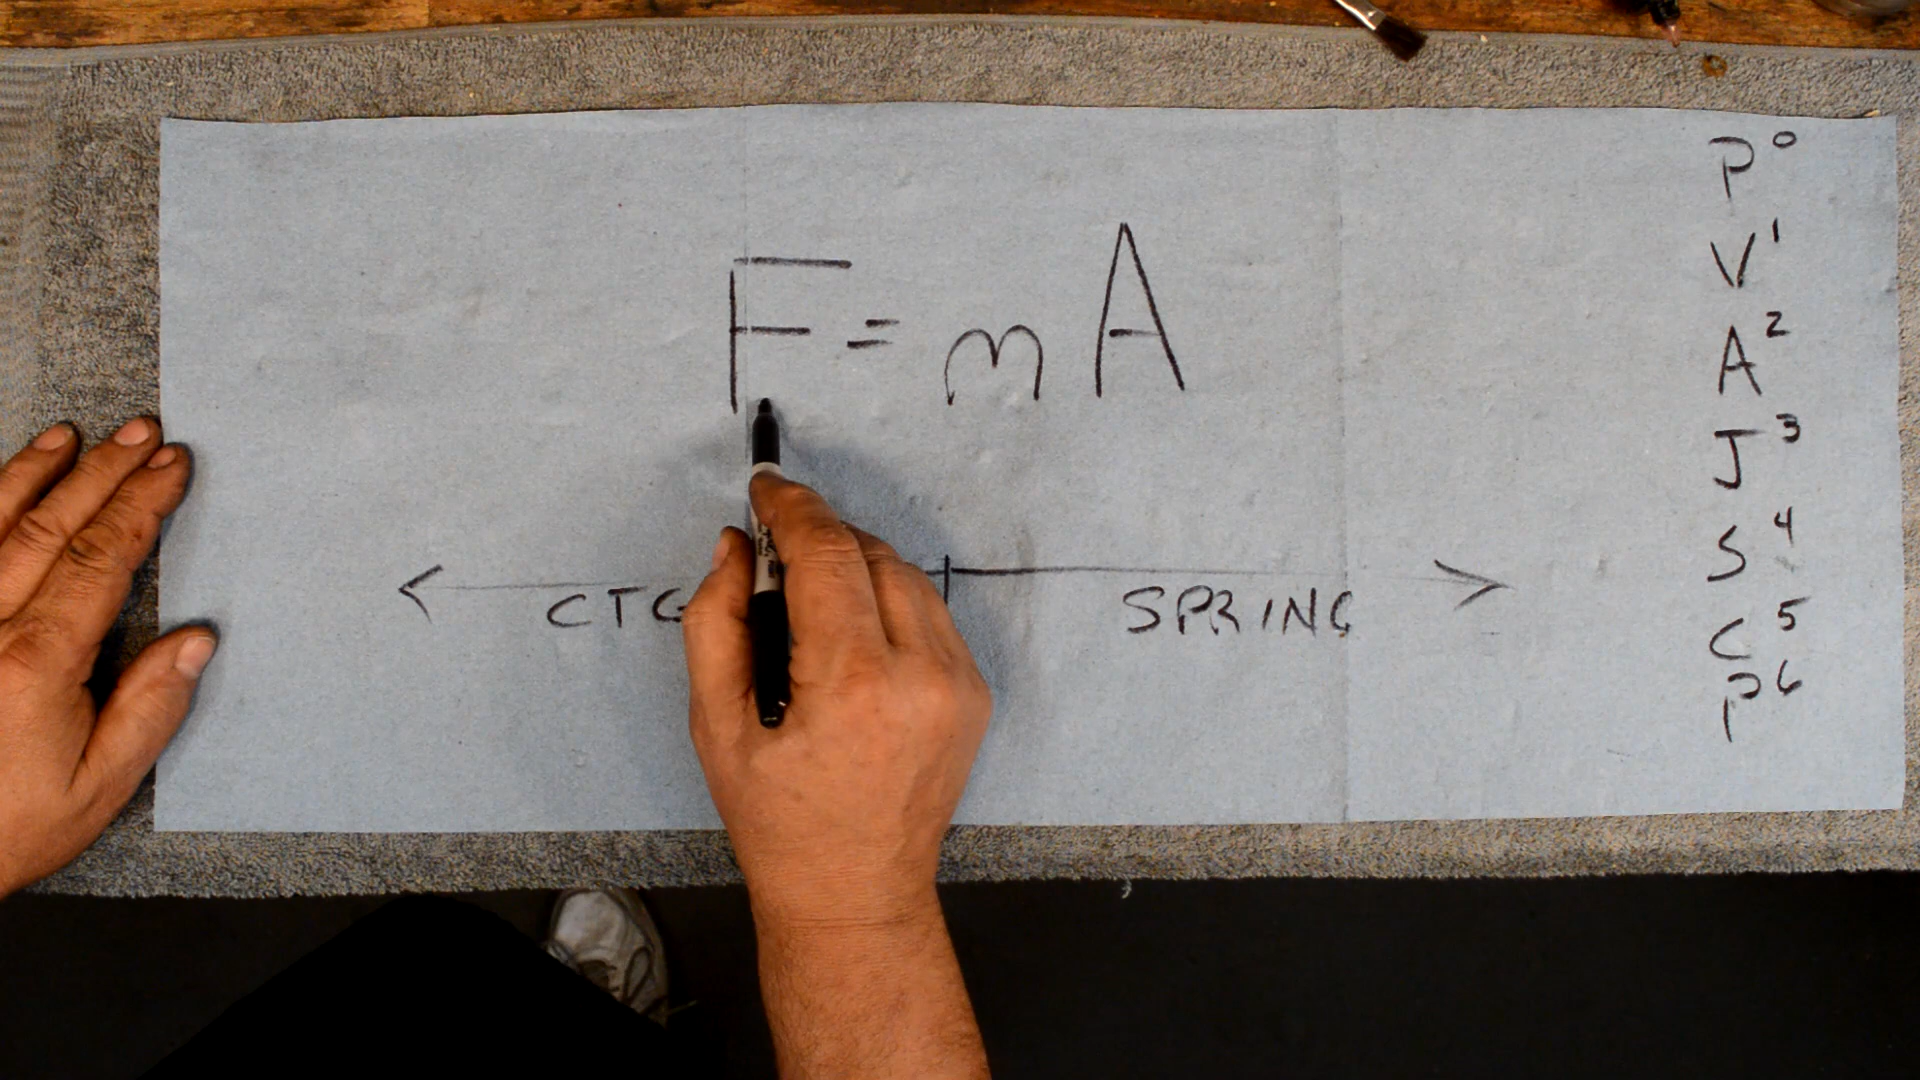 F = mA
CTG SPRING
P⁰
V¹
A²
J³
S⁴
C⁵
P⁶